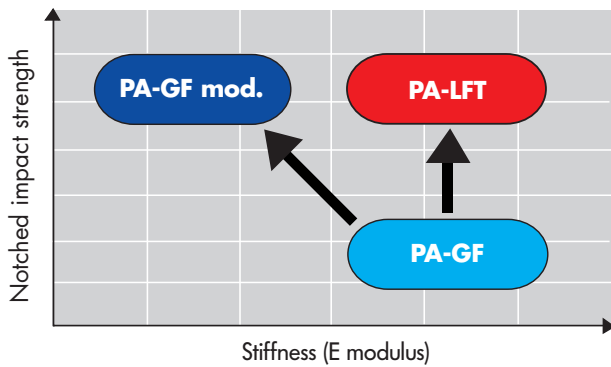 Notched impact strength
PA-GF mod.
PA-LFT
PA-GF
Stiffness (E modulus)